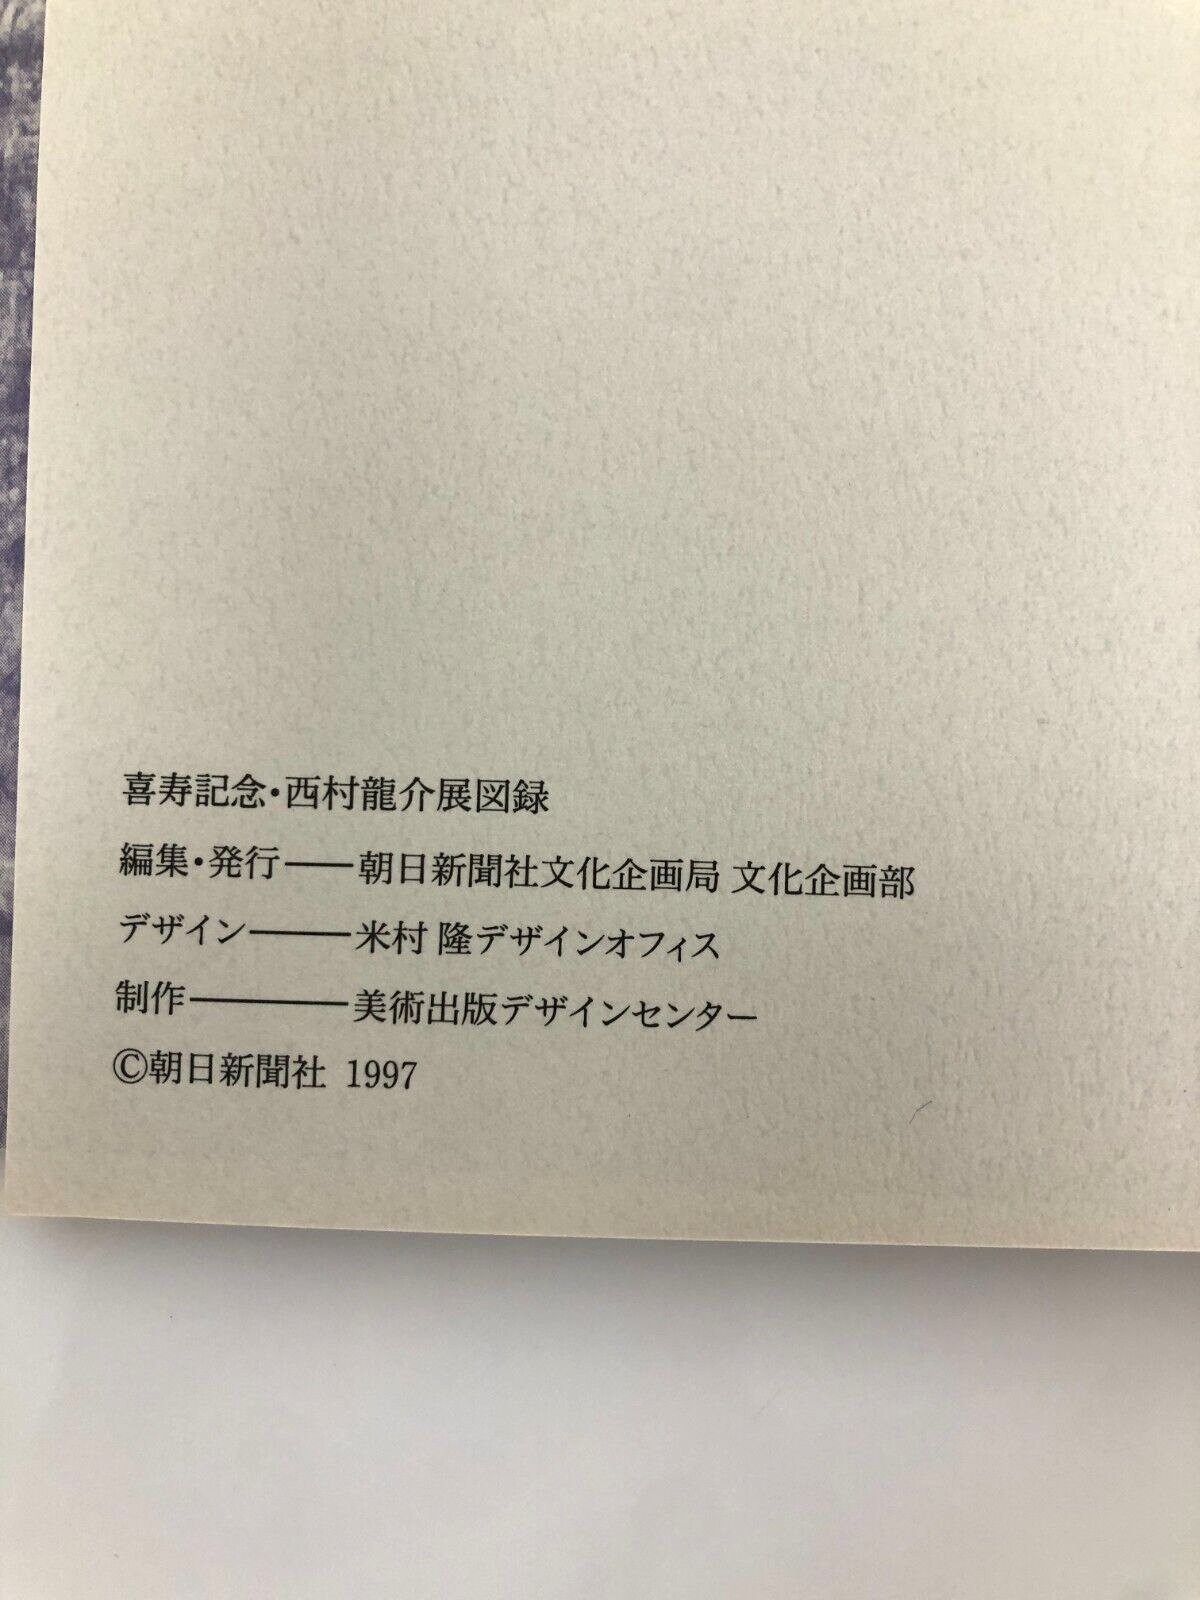 喜寿記念・西村龍介展図録
編集・発行――朝日新聞社文化企画局 文化企画部
デザイン――米村 隆デザインオフィス
制作――美術出版デザインセンター
©朝日新聞社 1997